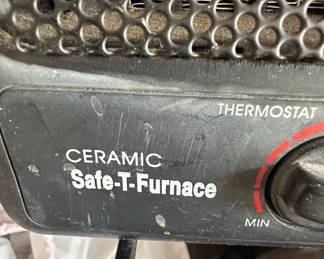 THERMOSTAT
CERAMIC
Safe-T-Furnace
MIN